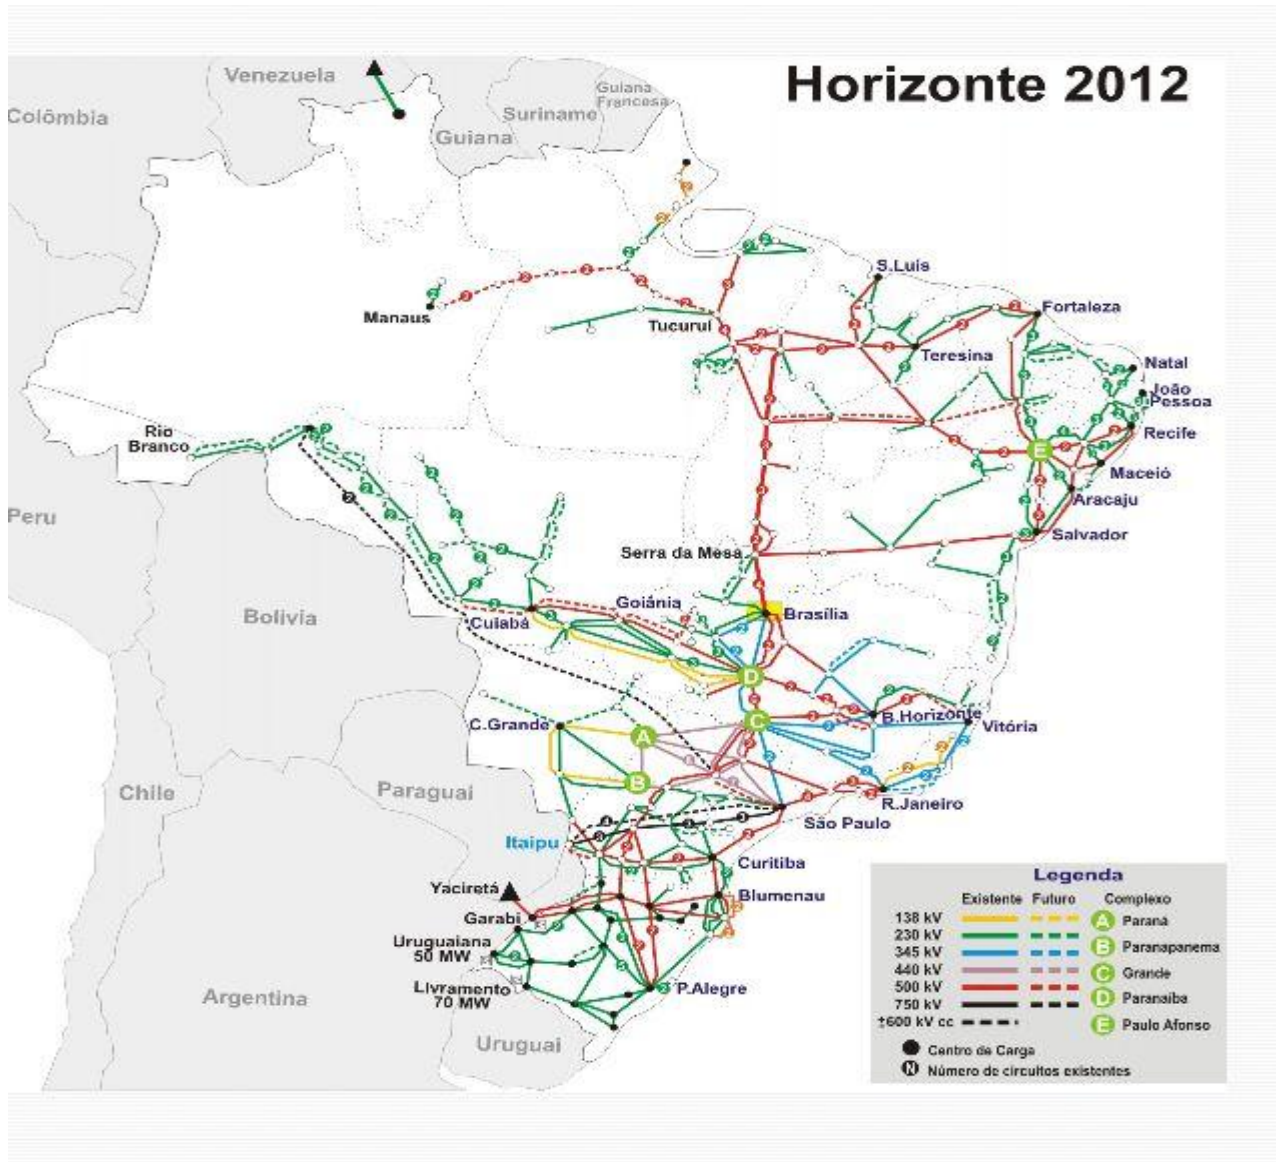 Horizonte 2012
Venezuela
Guiana
Francesa
Colômbia
Suriname
Guiana
S.Luis
Fortaleza
Manaus
Tucuruí
Teresina
Natal
João
Pessoa
Rio
Branco
Recife
Maceió
Aracaju
Peru
Salvador
Serra da Mesa
Goiânia
Brasília
Bolivia
Cuiabá
D
C.Grande
C
B.Horizonte
Vitória
A
B
E
Chile
Paraguai
R.Janeiro
São Paulo
Itaipu
Curitiba
Yaciretá
Blumenau
Garabi
Uruguaiana
50 MW
Livramento
70 MW
P.Alegre
Argentina
Uruguai
Legenda
Existente Futuro Complexo
138 kV
A Paraná
230 kV
345 kV
B Paranapanema
440 kV
C Grande
500 kV
D Paranaiba
750 kV
±600 kV cc
E Paulo Afonso
Centro de Carga
N Número de circuitos existentes